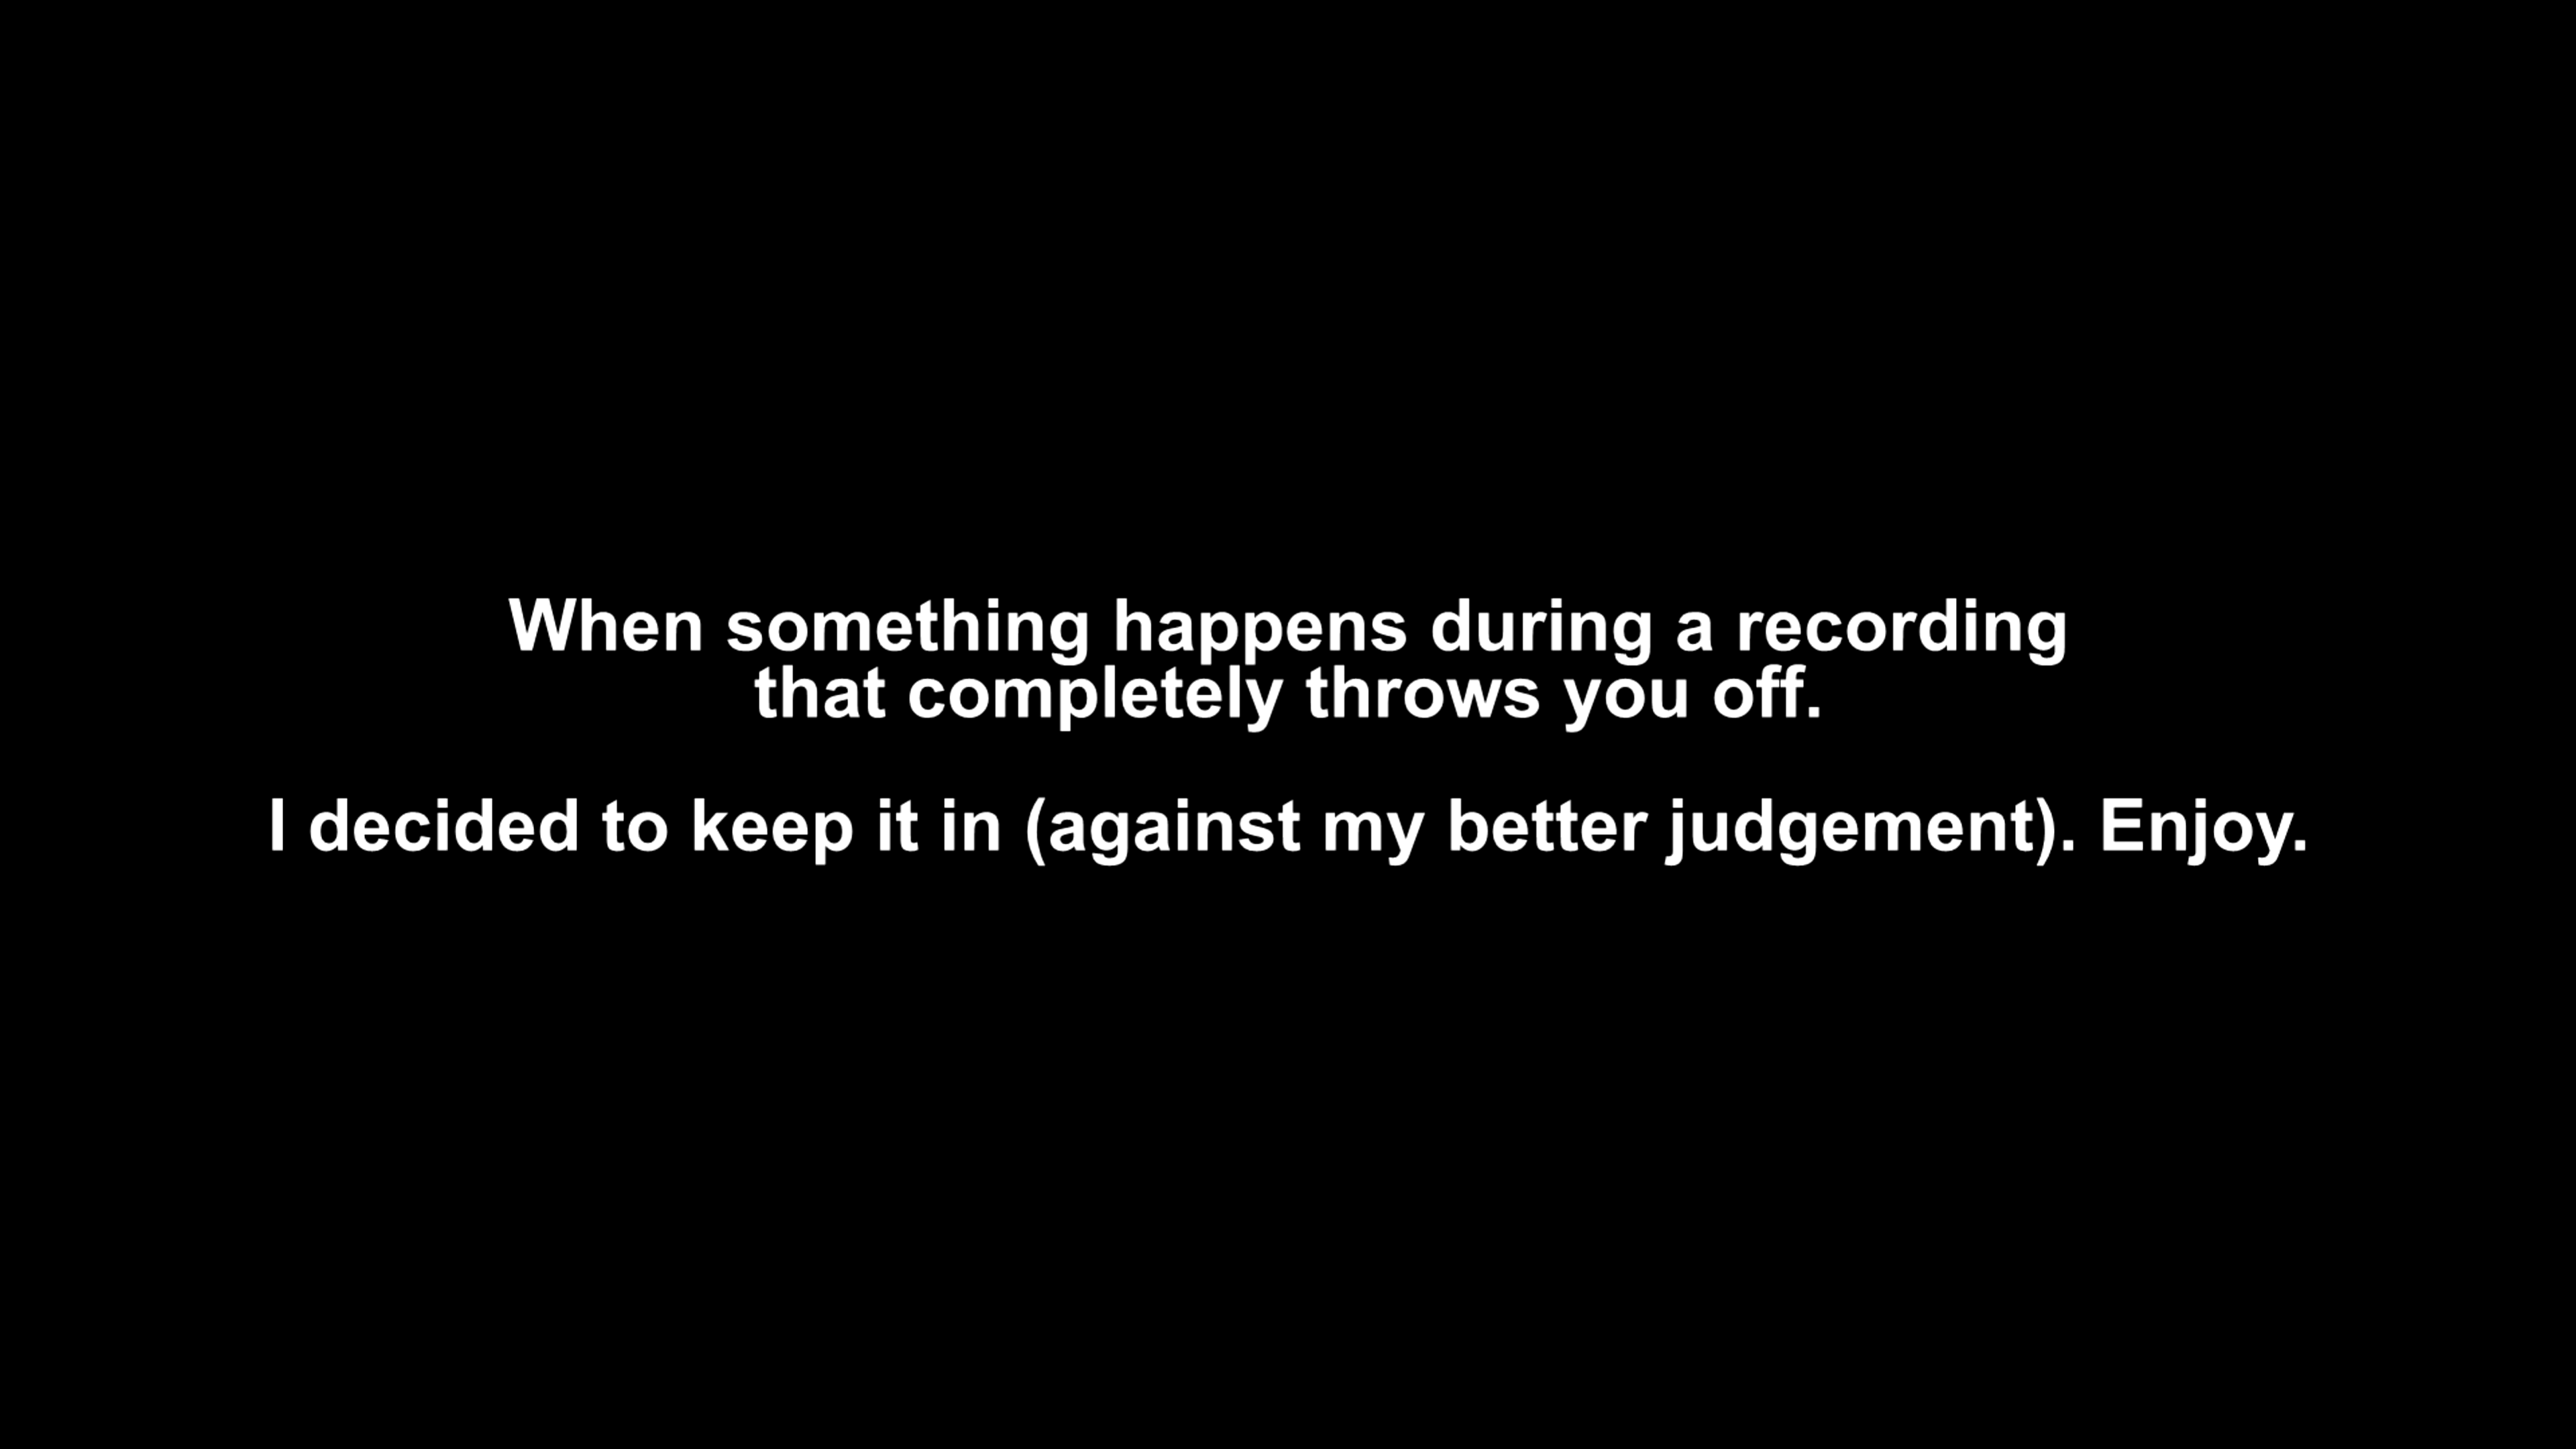 When something happens during a recording
that completely throws you off.
I decided to keep it in (against my better judgement). Enjoy.